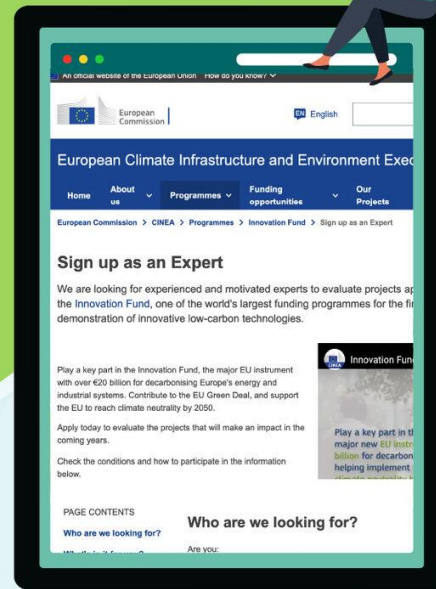 An official website of the European Union How do you know?
European
Commission
EN English
European Climate Infrastructure and Environment Exec
Home
About
us
Programmes
Funding
opportunities
Our
Projects
European Commission > CINEA > Programmes > Innovation Fund > Sign up as an Expert
Sign up as an Expert
We are looking for experienced and motivated experts to evaluate projects ap
the Innovation Fund, one of the world's largest funding programmes for the fir
demonstration of innovative low-carbon technologies.
Play a key part in the Innovation Fund, the major EU instrument
with over €20 billion for decarbonising Europe's energy and
industrial systems. Contribute to the EU Green Deal, and support
the EU to reach climate neutrality by 2050.
Apply today to evaluate the projects that will make an impact in the
coming years.
Check the conditions and how to participate in the information
below.
Innovation Fun
Play a key part in th
major new EU instr
billion for decarbon
helping implement
climate neutrality b
PAGE CONTENTS
Who are we looking for?
What's in it for you?
Who are we looking for?
Are you: